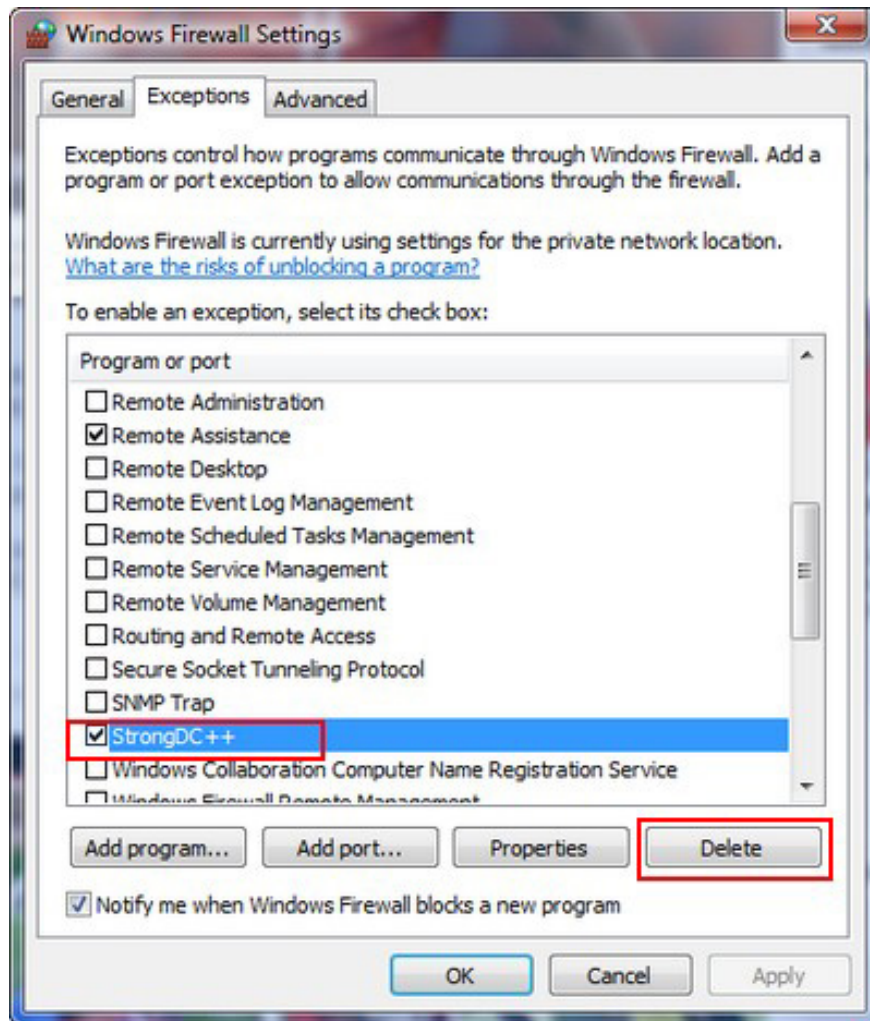 Windows Firewall Settings
General Exceptions Advanced
Exceptions control how programs communicate through Windows Firewall. Add a
program or port exception to allow communications through the firewall.
Windows Firewall is currently using settings for the private network location.
What are the risks of unblocking a program?
To enable an exception, select its check box:
Program or port
Remote Administration
Remote Assistance
Remote Desktop
Remote Event Log Management
Remote Scheduled Tasks Management
Remote Service Management
Remote Volume Management
Routing and Remote Access
Secure Socket Tunneling Protocol
SNMP Trap
StrongDC++
Windows Collaboration Computer Name Registration Service
Windows Firewall Remote Management
Add program... Add port... Properties Delete
Notify me when Windows Firewall blocks a new program
OK Cancel Apply